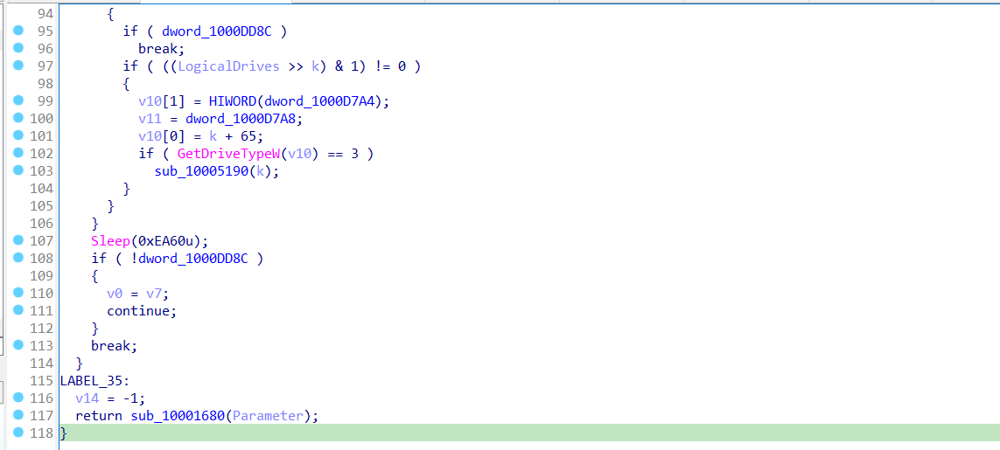 94 {
95 if ( dword_1000DD8C )
96 break;
97 if ( ((LogicalDrives >> k) & 1) != 0 )
98 {
99 v10[1] = HIWORD(dword_1000D7A4);
100 v11 = dword_1000D7A8;
101 v10[0] = k + 65;
102 if ( GetDriveTypeW(v10) == 3 )
103 sub_10005190(k);
104 }
105 }
106 }
107 Sleep(0xEA60u);
108 if ( !dword_1000DD8C )
109 {
110 v0 = v7;
111 continue;
112 }
113 break;
114 }
115 LABEL_35:
116 v14 = -1;
117 return sub_10001680(Parameter);
118 }